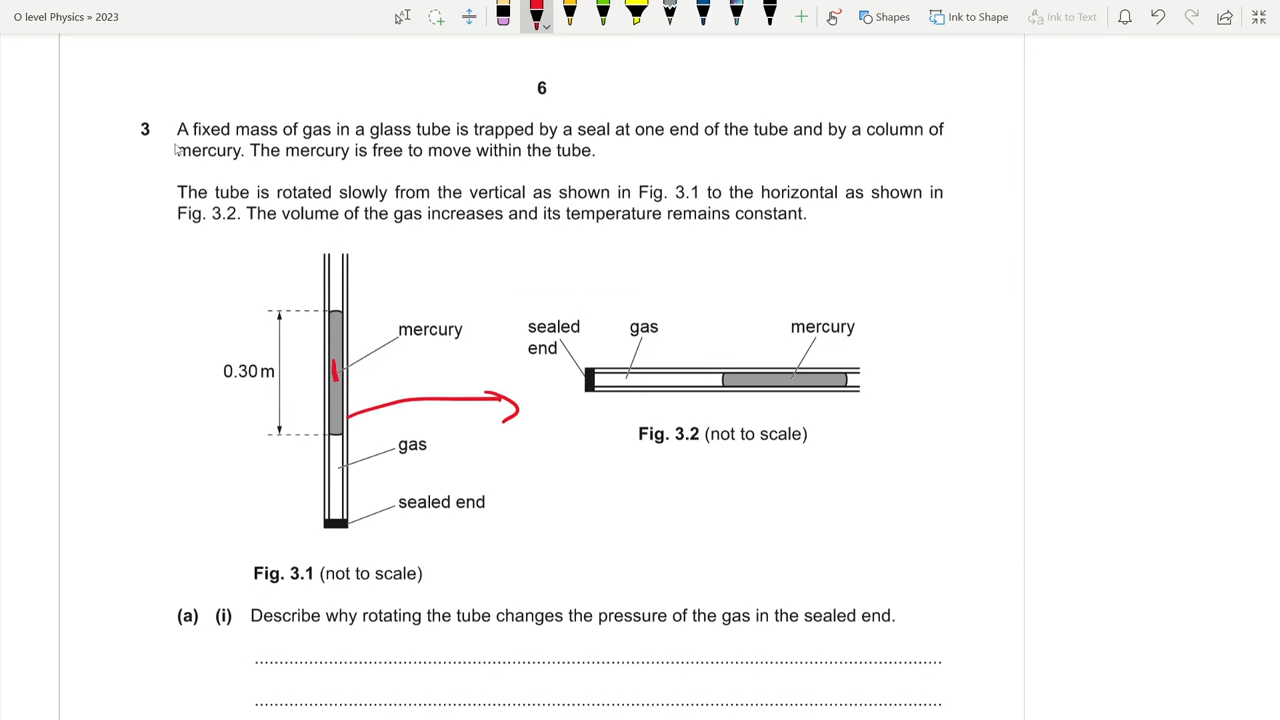 O level Physics » 2023
Shapes
Ink to Shape
Ink to Text
6
3 A fixed mass of gas in a glass tube is trapped by a seal at one end of the tube and by a column of
mercury. The mercury is free to move within the tube.
The tube is rotated slowly from the vertical as shown in Fig. 3.1 to the horizontal as shown in
Fig. 3.2. The volume of the gas increases and its temperature remains constant.
mercury
0.30 m
gas
sealed end
Fig. 3.1 (not to scale)
sealed
end
gas
mercury
Fig. 3.2 (not to scale)
(a) (i) Describe why rotating the tube changes the pressure of the gas in the sealed end.